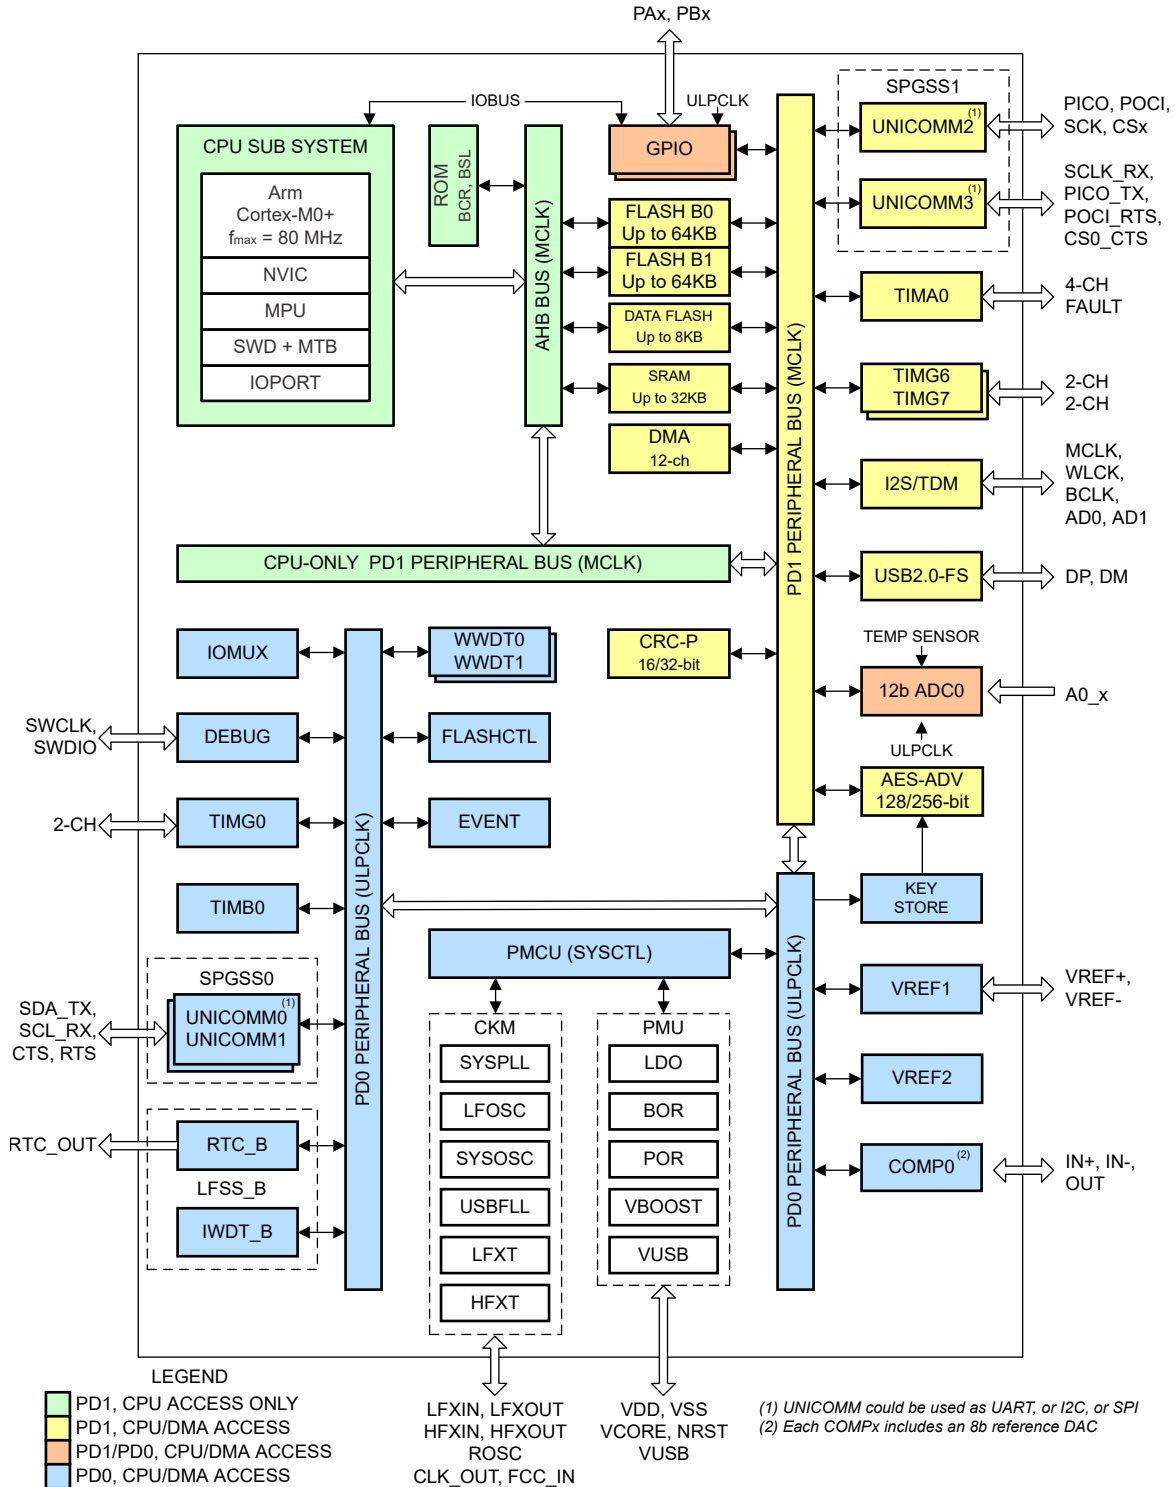 PAx, PBx
IOBUS
ULPCLK
SPGSS1
CPU SUB SYSTEM
Arm
Cortex-M0+
fmax = 80 MHz
NVIC
MPU
SWD + MTB
IOPORT
ROM
BCR, BSL
AHB BUS (MCLK)
GPIO
FLASH B0
Up to 64KB
FLASH B1
Up to 64KB
DATA FLASH
Up to 8KB
SRAM
Up to 32KB
DMA
12-ch
PD1 PERIPHERAL BUS (MCLK)
UNICOMM2 (1)
PICO, POCI,
SCK, CSx
UNICOMM3 (1)
SCLK_RX,
PICO_TX,
POCI_RTS,
CS0_CTS
TIMA0
4-CH
FAULT
TIMG6
TIMG7
2-CH
2-CH
I2S/TDM
MCLK,
WLCK,
BCLK,
AD0, AD1
CPU-ONLY PD1 PERIPHERAL BUS (MCLK)
USB2.0-FS
DP, DM
CRC-P
16/32-bit
TEMP SENSOR
12b ADC0
A0_x
ULPCLK
AES-ADV
128/256-bit
IOMUX
WWDT0
WWDT1
SWCLK,
SWDIO
DEBUG
FLASHCTL
2-CH
TIMG0
EVENT
TIMB0
PD0 PERIPHERAL BUS (ULPCLK)
KEY
STORE
PMCU (SYSCTL)
PD0 PERIPHERAL BUS (ULPCLK)
SPGSS0
SDA_TX,
SCL_RX,
CTS, RTS
UNICOMM0 (1)
UNICOMM1
VREF1
VREF+,
VREF-
VREF2
COMP0 (2)
IN+, IN-,
OUT
RTC_OUT
RTC_B
LFSS_B
IWDT_B
CKM
SYSPLL
LFOSC
SYSOSC
USBFLL
LFXT
HFXT
PMU
LDO
BOR
POR
VBOOST
VUSB
LEGEND
PD1, CPU ACCESS ONLY
PD1, CPU/DMA ACCESS
PD1/PD0, CPU/DMA ACCESS
PD0, CPU/DMA ACCESS
LFXIN, LFXOUT
HFXIN, HFXOUT
ROSC
CLK_OUT, FCC_IN
VDD, VSS
VCORE, NRST
VUSB
(1) UNICOMM could be used as UART, or I2C, or SPI
(2) Each COMPx includes an 8b reference DAC